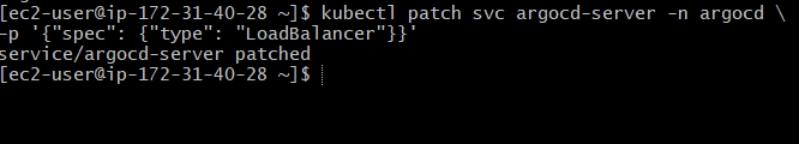 [ec2-user@ip-172-31-40-28 ~]$ kubectl patch svc argocd-server -n argocd \
-p '{"spec": {"type": "LoadBalancer"}}'
service/argocd-server patched
[ec2-user@ip-172-31-40-28 ~]$